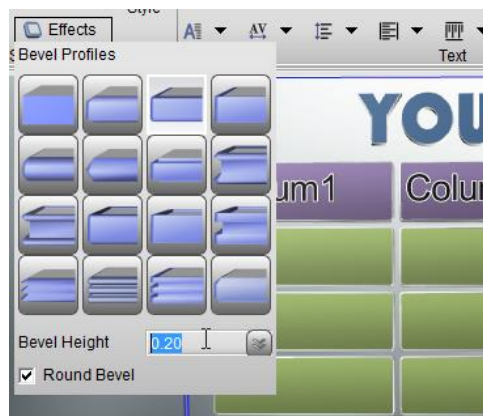 Effects
Bevel Profiles
Text
YOU
um1
Colu
Bevel Height 0.20
Round Bevel